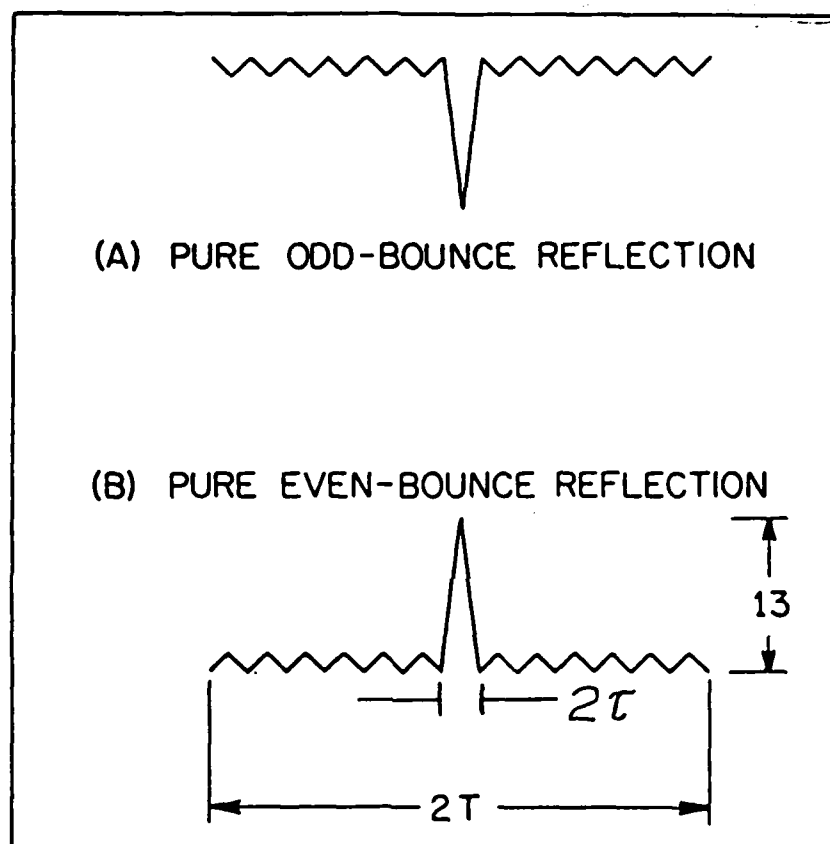 (A) PURE ODD-BOUNCE REFLECTION
(B) PURE EVEN-BOUNCE REFLECTION
13
2τ
2T